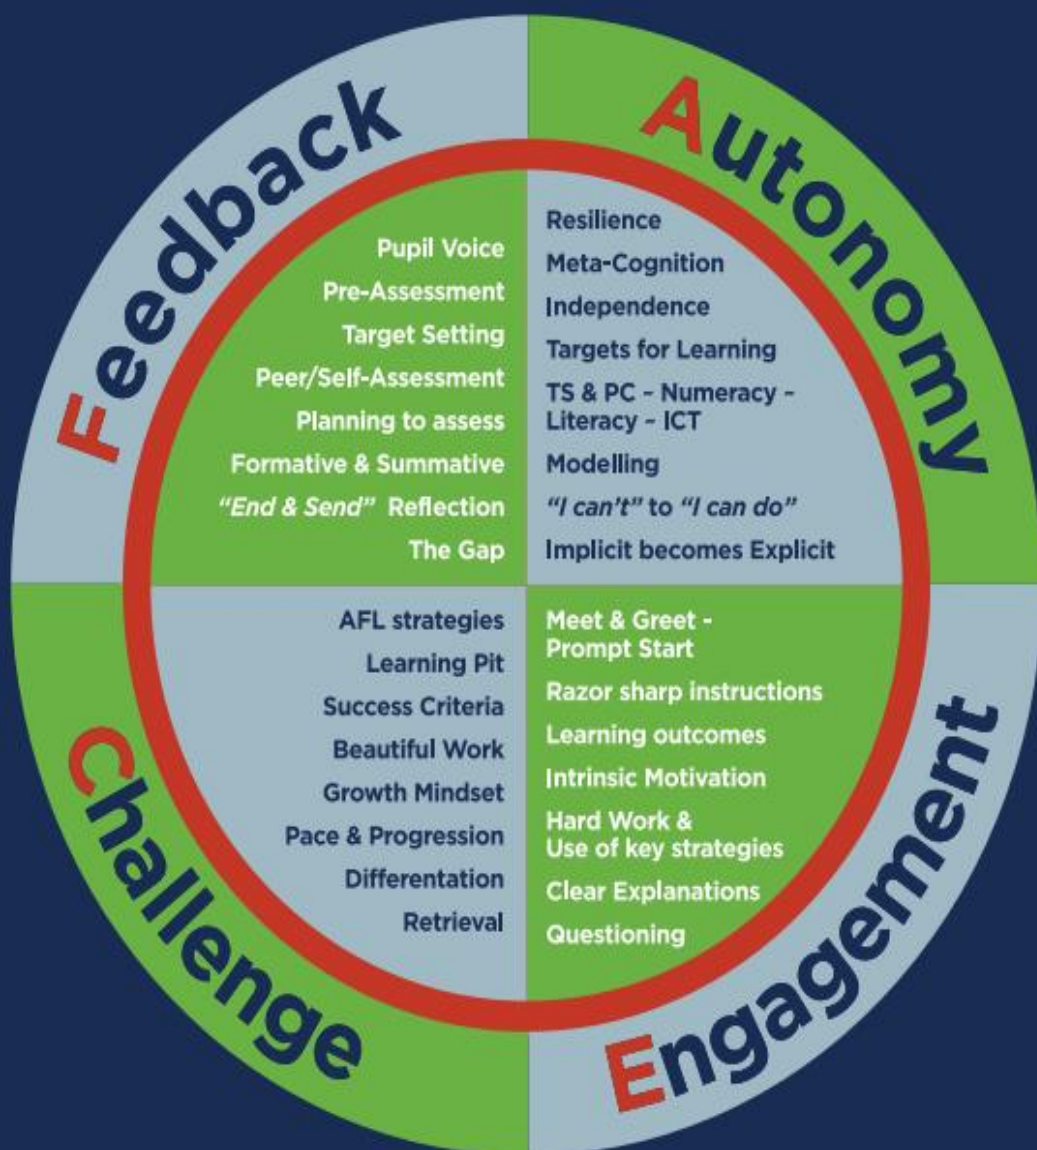 Feedback
Pupil Voice
Pre-Assessment
Target Setting
Peer/Self-Assessment
Planning to assess
Formative & Summative
“End & Send” Reflection
The Gap
Autonomy
Resilience
Meta-Cognition
Independence
Targets for Learning
TS & PC - Numeracy -
Literacy - ICT
Modelling
“I can’t” to “I can do”
Implicit becomes Explicit
Challenge
AFL strategies
Learning Pit
Success Criteria
Beautiful Work
Growth Mindset
Pace & Progression
Differentation
Retrieval
Engagement
Meet & Greet -
Prompt Start
Razor sharp instructions
Learning outcomes
Intrinsic Motivation
Hard Work &
Use of key strategies
Clear Explanations
Questioning